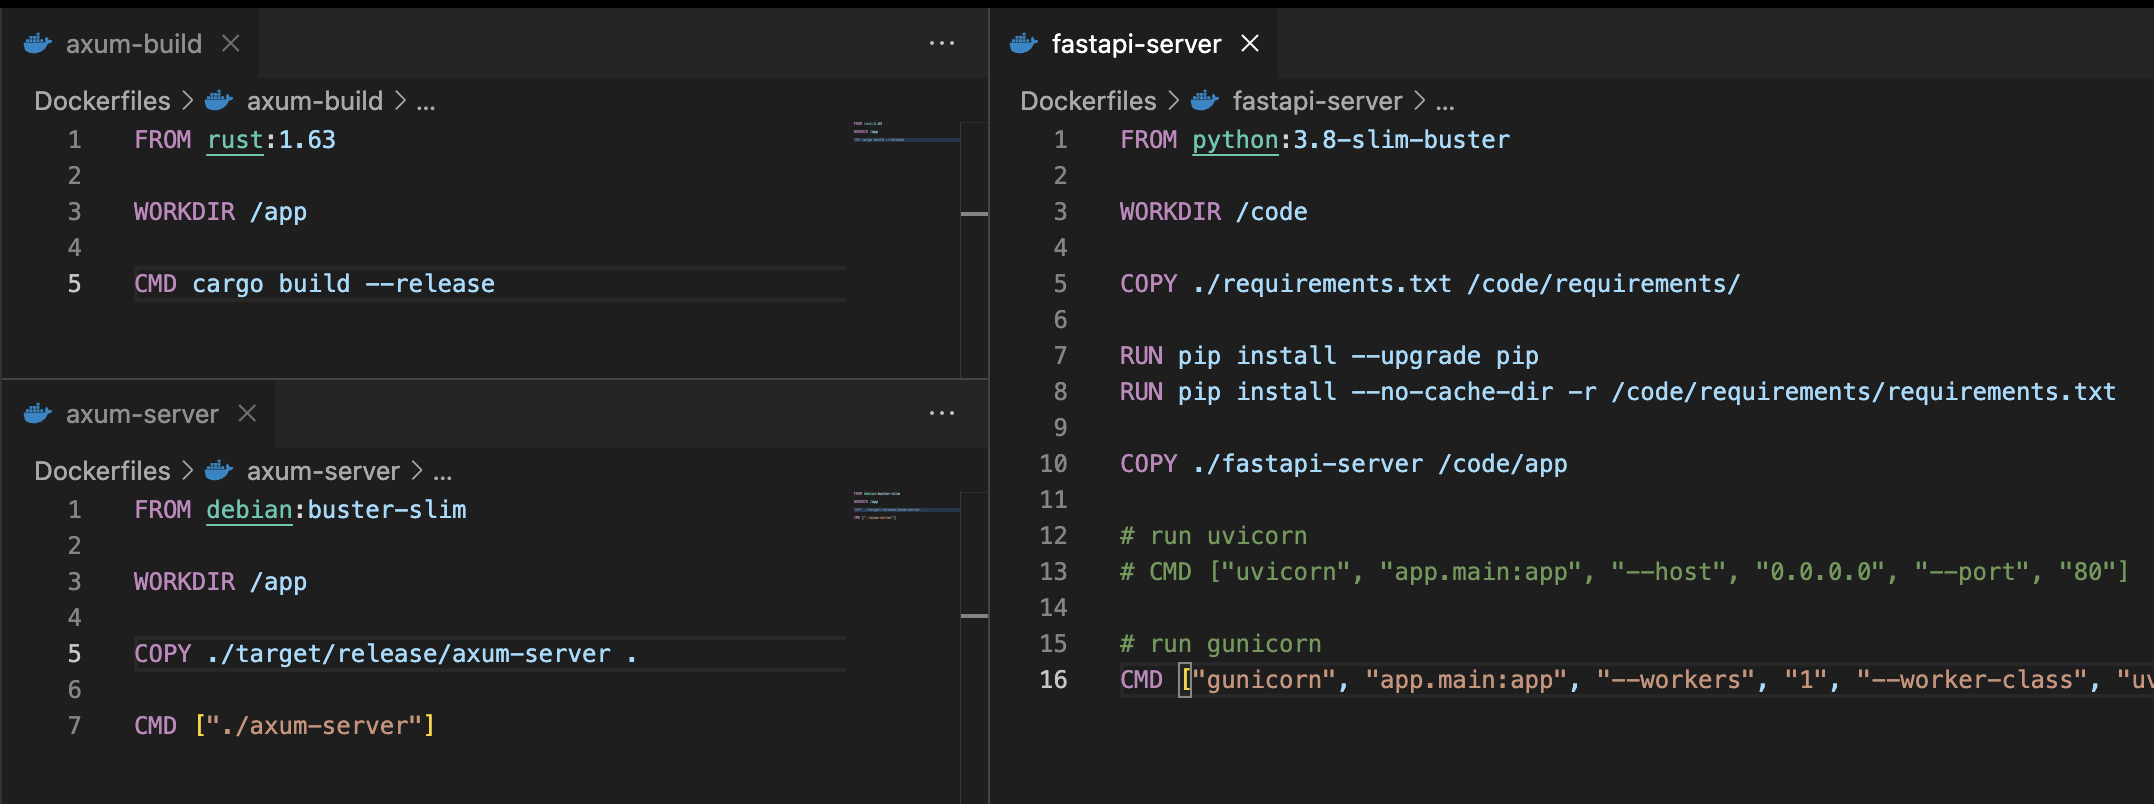 axum-build
Dockerfiles > axum-build > ...
1 FROM rust:1.63
2
3 WORKDIR /app
4
5 CMD cargo build --release
axum-server
Dockerfiles > axum-server > ...
1 FROM debian:buster-slim
2
3 WORKDIR /app
4
5 COPY ./target/release/axum-server .
6
7 CMD ["./axum-server"]
fastapi-server
Dockerfiles > fastapi-server > ...
1 FROM python:3.8-slim-buster
2
3 WORKDIR /code
4
5 COPY ./requirements.txt /code/requirements/
6
7 RUN pip install --upgrade pip
8 RUN pip install --no-cache-dir -r /code/requirements/requirements.txt
9
10 COPY ./fastapi-server /code/app
11
12 # run uvicorn
13 # CMD ["uvicorn", "app.main:app", "--host", "0.0.0.0", "--port", "80"]
14
15 # run gunicorn
16 CMD ["gunicorn", "app.main:app", "--workers", "1", "--worker-class", "uv